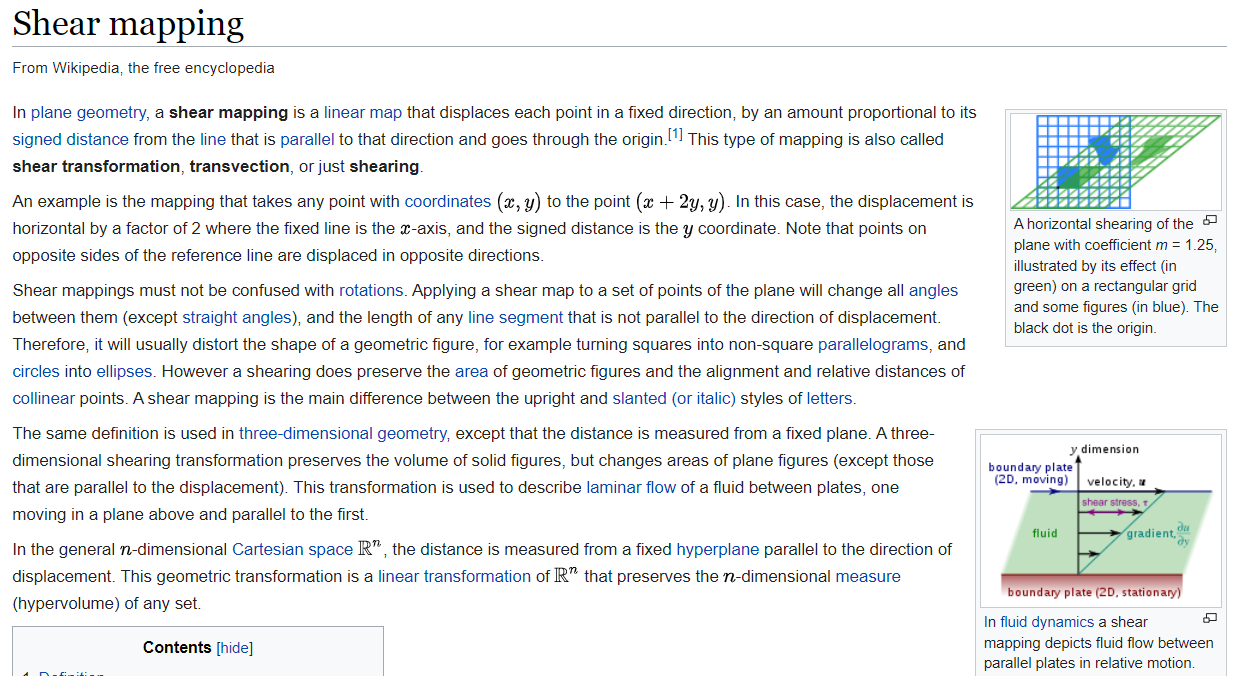 Shear mapping
From Wikipedia, the free encyclopedia
In plane geometry, a shear mapping is a linear map that displaces each point in a fixed direction, by an amount proportional to its
signed distance from the line that is parallel to that direction and goes through the origin.[1] This type of mapping is also called
shear transformation, transvection, or just shearing.
An example is the mapping that takes any point with coordinates (x, y) to the point (x + 2y, y). In this case, the displacement is
horizontal by a factor of 2 where the fixed line is the x-axis, and the signed distance is the y coordinate. Note that points on
opposite sides of the reference line are displaced in opposite directions.
Shear mappings must not be confused with rotations. Applying a shear map to a set of points of the plane will change all angles
between them (except straight angles), and the length of any line segment that is not parallel to the direction of displacement.
Therefore, it will usually distort the shape of a geometric figure, for example turning squares into non-square parallelograms, and
circles into ellipses. However a shearing does preserve the area of geometric figures and the alignment and relative distances of
collinear points. A shear mapping is the main difference between the upright and slanted (or italic) styles of letters.
The same definition is used in three-dimensional geometry, except that the distance is measured from a fixed plane. A three-
dimensional shearing transformation preserves the volume of solid figures, but changes areas of plane figures (except those
that are parallel to the displacement). This transformation is used to describe laminar flow of a fluid between plates, one
moving in a plane above and parallel to the first.
In the general n-dimensional Cartesian space ℝⁿ, the distance is measured from a fixed hyperplane parallel to the direction of
displacement. This geometric transformation is a linear transformation of ℝⁿ that preserves the n-dimensional measure
(hypervolume) of any set.
Contents [hide]
1 Definition
A horizontal shearing of the
plane with coefficient m = 1.25,
illustrated by its effect (in
green) on a rectangular grid
and some figures (in blue). The
black dot is the origin.
y dimension
boundary plate
(2D, moving)
velocity, u
shear stress, τ
fluid
gradient, ∂u/∂y
boundary plate (2D, stationary)
In fluid dynamics a shear
mapping depicts fluid flow between
parallel plates in relative motion.